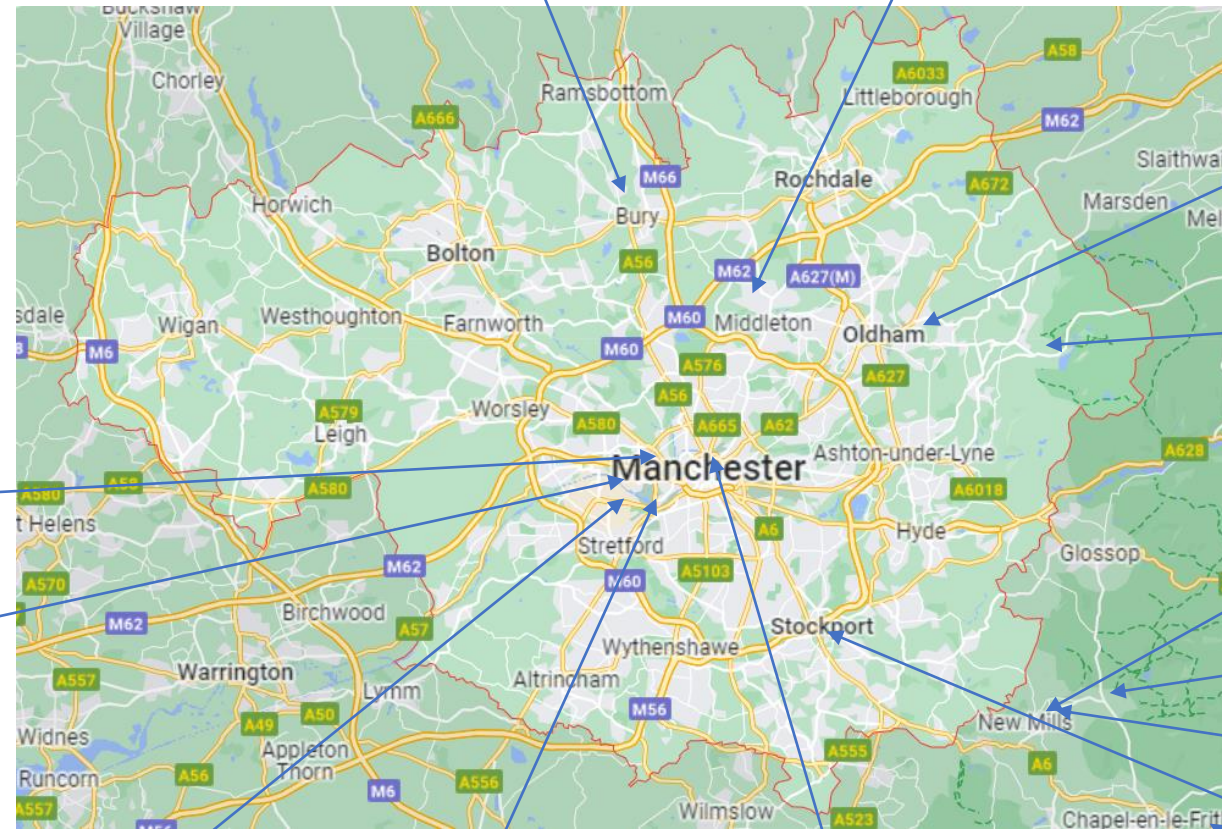 Buckshaw
Village
Chorley
Ramsbottom
A6033
A58
Littleborough
A666
M62
M66
Rochdale
A672
Slaithwai
Horwich
Bury
Marsden
Mel
Bolton
A56
M62
A627(M)
sdale
Wigan
Westhoughton
Farnworth
M60
Middleton
Oldham
M6
M60
A576
A627
A56
A579
Worsley
A580
A665
A62
Leigh
Manchester
Ashton-under-Lyne
A628
A580
A58
A580
A6018
t Helens
A6
Hyde
Stretford
Glossop
M62
A5103
A570
M60
Birchwood
M62
A57
Stockport
Wythenshawe
Warrington
A557
Altrincham
Lymm
M56
A50
New Mills
A49
Widnes
Appleton
Thorn
A555
A6
Runcorn
A56
A556
M6
A557
Wilmslow
A523
Chapel-en-le-Frit
M56